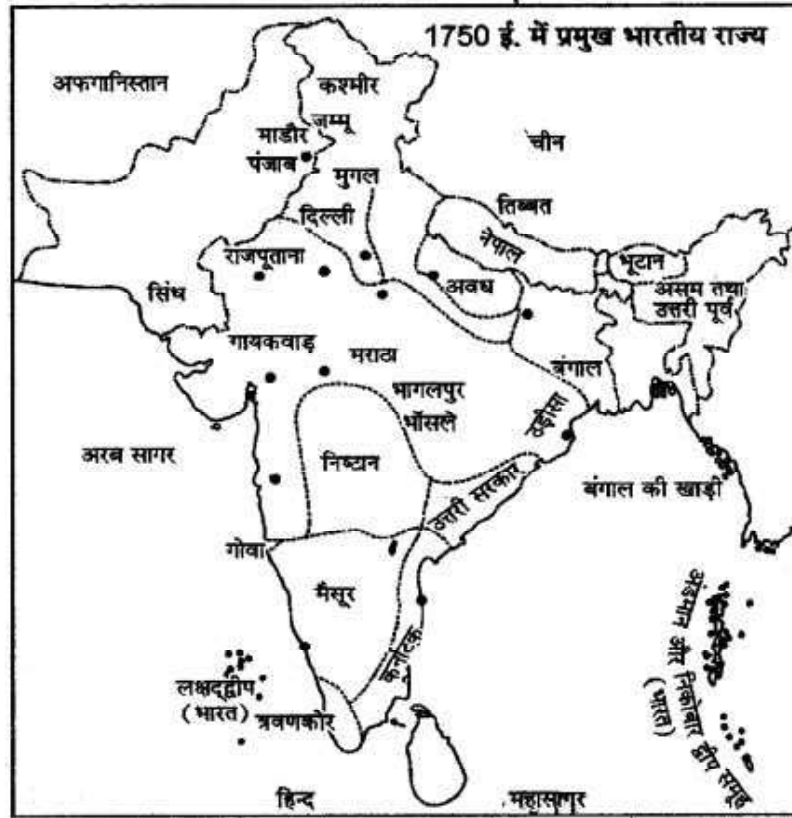 1750 ई. में प्रमुख भारतीय राज्य
अफगानिस्तान
कश्मीर
जम्मू
माडौर
पंजाब
चीन
मुगल
दिल्ली
तिब्बत
नेपाल
भूटान
राजपूताना
अवध
असम तथा
उत्तरी पूर्व
सिंध
गायकवाड़
मराठा
बंगाल
भागलपुर
भोंसले
उड़ीसा
अरब सागर
निष्टान
उत्तरी सरकार
बंगाल की खाड़ी
गोवा
मैसूर
कर्नाटक
अंडमान और निकोबार द्वीप समूह
(भारत)
लक्षद्द्वीप
(भारत)
त्रवणकोर
हिन्द
महासागर